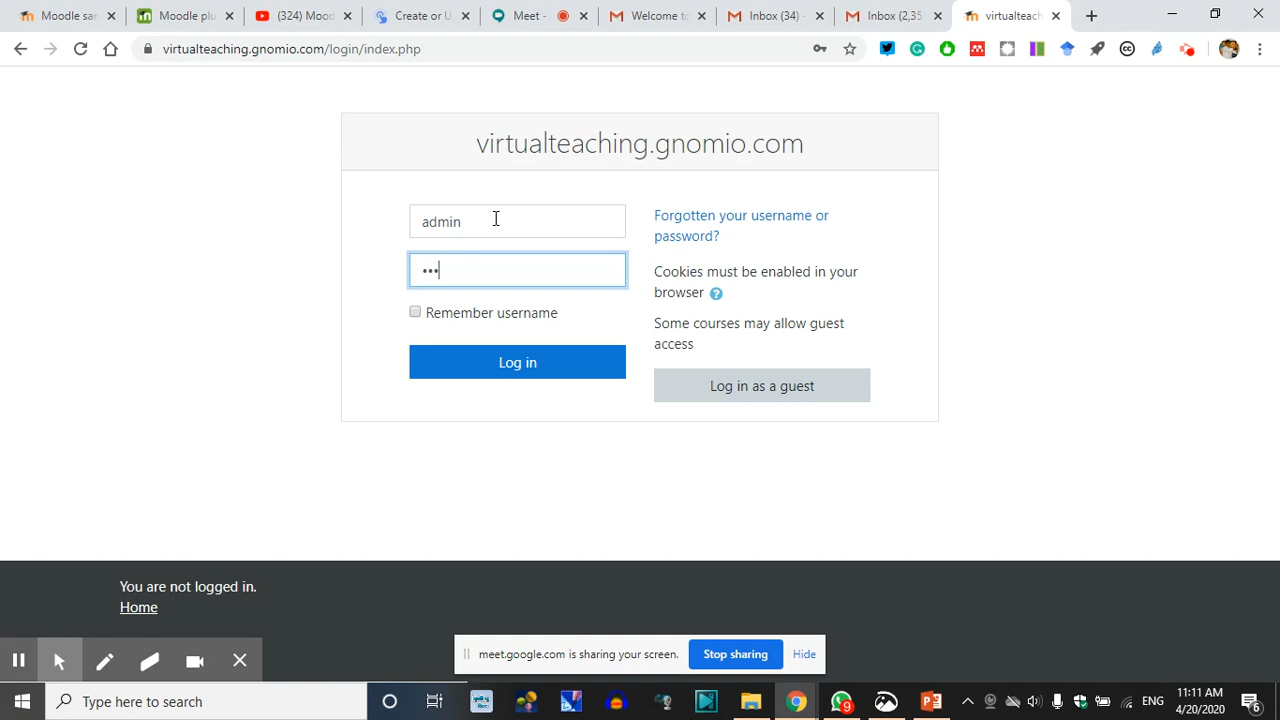 Moodle san
Moodle plu
(324) Mood
Create or U
Meet -
Welcome to
Inbox (34) -
Inbox (2,35
virtualteach
virtualteaching.gnomio.com/login/index.php
virtualteaching.gnomio.com
admin
•••
Remember username
Log in
Forgotten your username or
password?
Cookies must be enabled in your
browser ?
Some courses may allow guest
access
Log in as a guest
You are not logged in.
Home
meet.google.com is sharing your screen.
Stop sharing
Hide
Type here to search
9
ENG
11:11 AM
4/20/2020
6